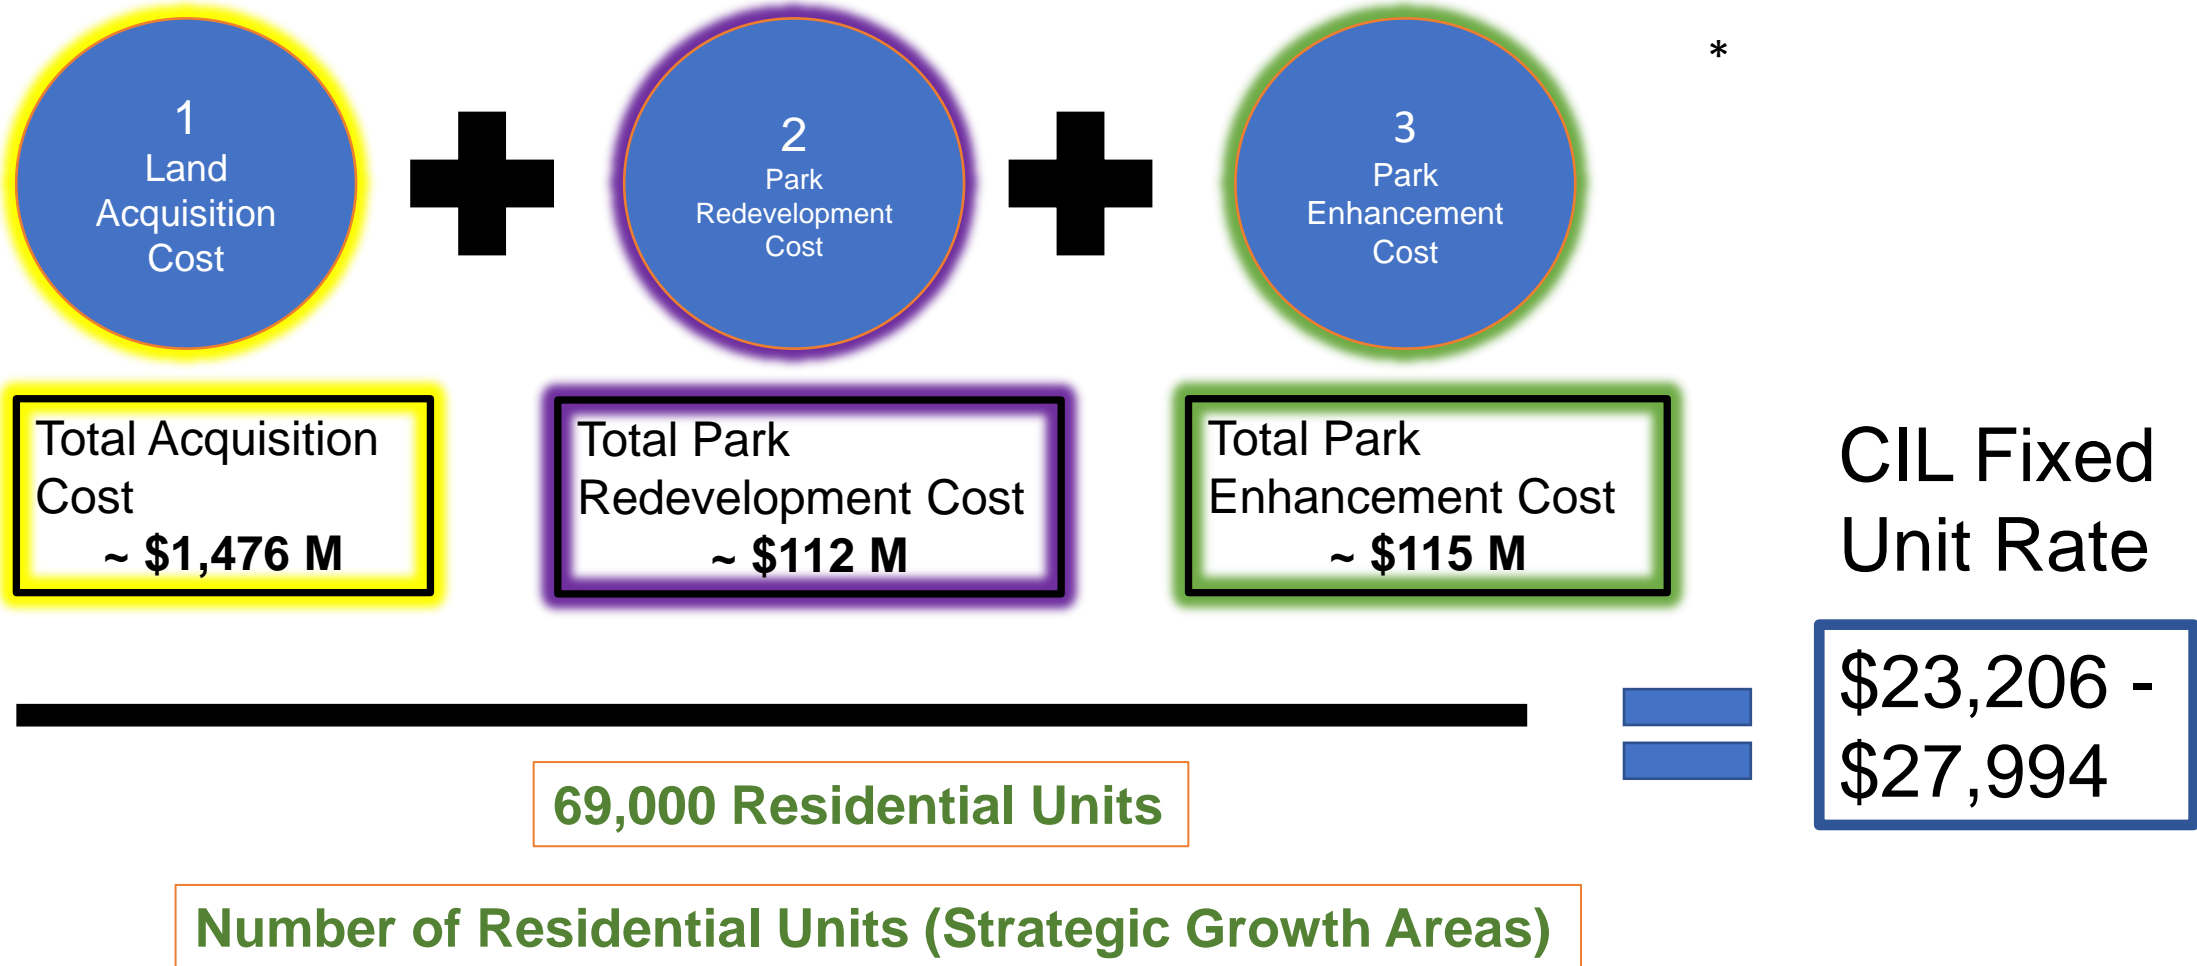 *
1
Land
Acquisition
Cost
2
Park
Redevelopment
Cost
3
Park
Enhancement
Cost
Total Acquisition
Cost
~ $1,476 M
Total Park
Redevelopment Cost
~ $112 M
Total Park
Enhancement Cost
~ $115 M
CIL Fixed
Unit Rate
$23,206 -
$27,994
69,000 Residential Units
Number of Residential Units (Strategic Growth Areas)